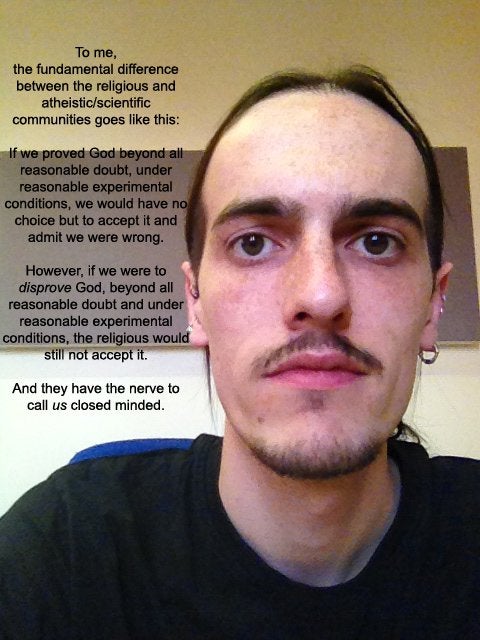 To me,
the fundamental difference
between the religious and
atheistic/scientific
communities goes like this:
If we proved God beyond all
reasonable doubt, under
reasonable experimental
conditions, we would have no
choice but to accept it and
admit we were wrong.
However, if we were to
disprove God, beyond all
reasonable doubt and under
reasonable experimental
conditions, the religious would
still not accept it.
And they have the nerve to
call us closed minded.